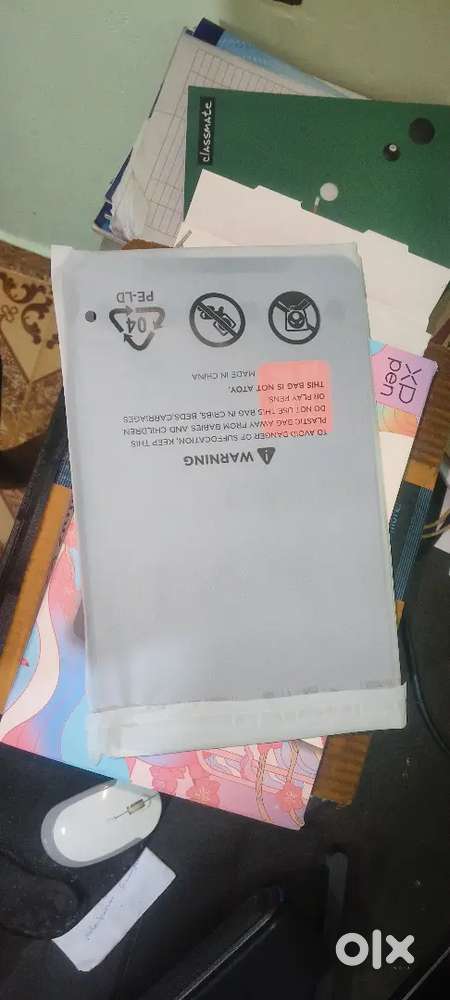 classmate
XP
pen
⚠ WARNING
TO AVOID DANGER OF SUFFOCATION, KEEP THIS
PLASTIC BAG AWAY FROM BABIES AND CHILDREN
DO NOT USE THIS BAG IN CRIBS, BEDS,CARRIAGES
OR PLAY PENS.
THIS BAG IS NOT ATOY.
MADE IN CHINA
04
PE-LD
olx